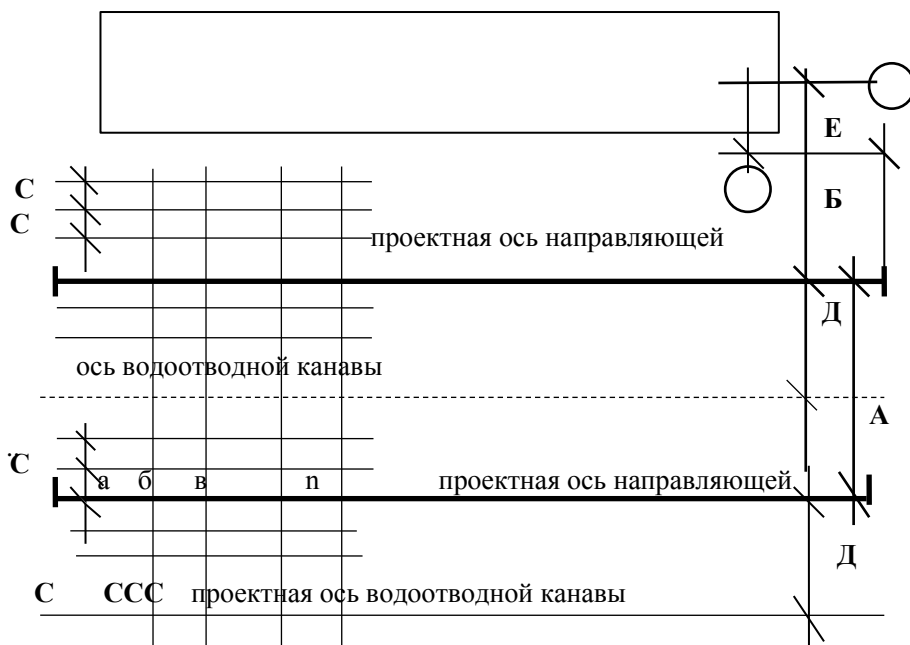 Е
С
Б
С
проектная ось направляющей
Д
ось водоотводной канавы
А
С
а б в n проектная ось направляющей
Д
С ССС проектная ось водоотводной канавы